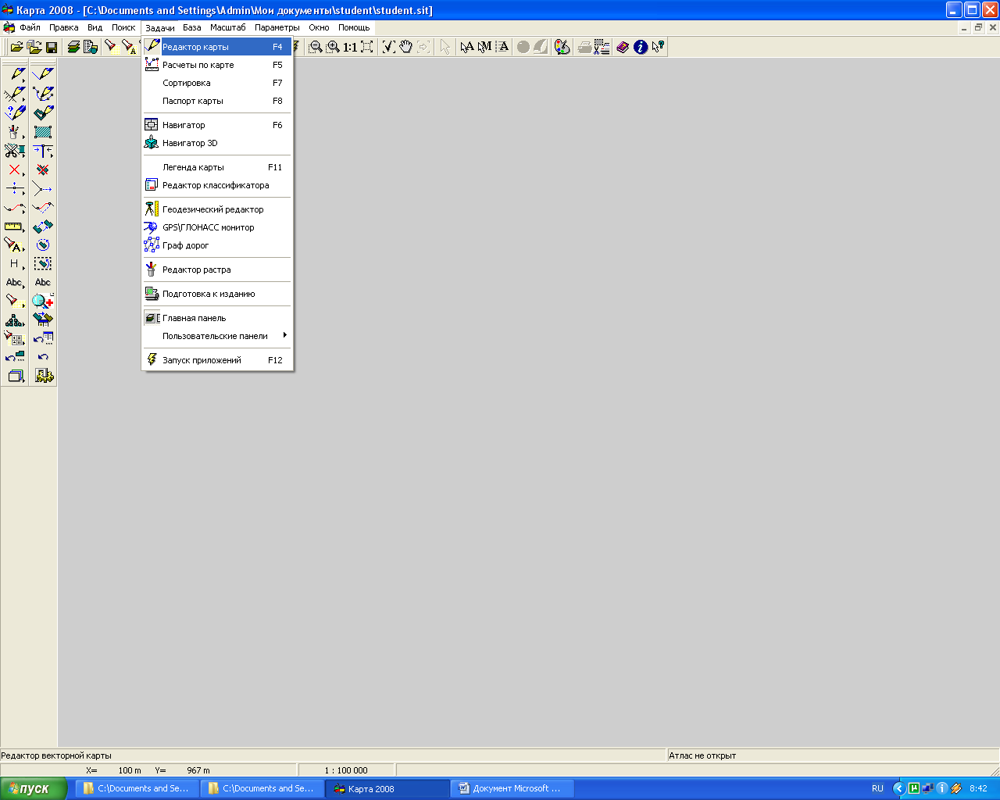 Карта 2008 - [C:\Documents and Settings\Admin\Мои документы\student\student.sit]
Файл Правка Вид Поиск Задачи База Масштаб Параметры Окно Помощь
1:1
Редактор карты F4
Расчеты по карте F5
Сортировка F7
Паспорт карты F8
Навигатор F6
Навигатор 3D
Легенда карты F11
Редактор классификатора
Геодезический редактор
GPS\ГЛОНАСС монитор
Граф дорог
Редактор растра
Подготовка к изданию
Главная панель
Пользовательские панели
Запуск приложений F12
H
Abc Abc
Редактор векторной карты
Атлас не открыт
X= 100 m Y= 967 m
1 : 100 000
пуск
C:\Documents and Se...
C:\Documents and Se...
Карта 2008
Документ Microsoft ...
RU
8:42